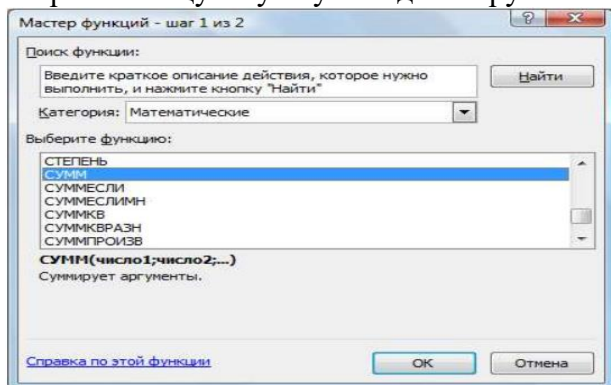 Мастер функций - шаг 1 из 2
Поиск функции:
Введите краткое описание действия, которое нужно
выполнить, и нажмите кнопку "Найти"
Найти
Категория: Математические
Выберите функцию:
СТЕПЕНЬ
СУММ
СУММЕСЛИ
СУММЕСЛИМН
СУММКВ
СУММКВРАЗН
СУММПРОИЗВ
СУММ(число1;число2;...)
Суммирует аргументы.
Справка по этой функции
ОК
Отмена